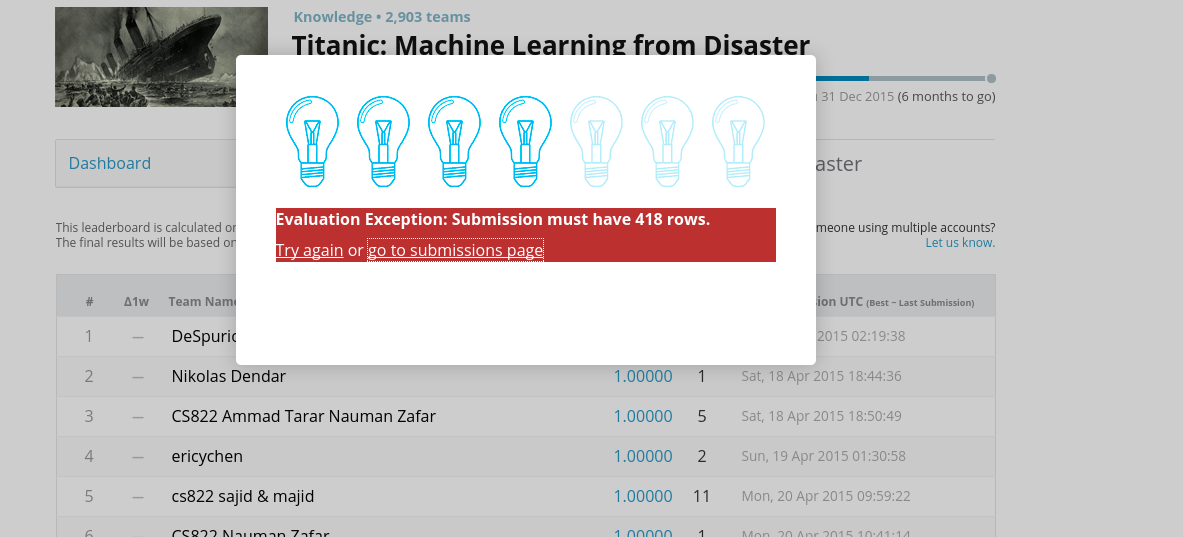 Knowledge • 2,903 teams
Titanic: Machine Learning from Disaster
31 Dec 2015 (6 months to go)
Dashboard
Evaluation Exception: Submission must have 418 rows.
Try again or go to submissions page
This leaderboard is calculated
using multiple accounts?
The final results will be based on
Let us know.
# Δ1w Team Name UTC (Best − Last Submission)
1 — 2015 02:19:38
2 — Nikolas Dendar 1.00000 1 Sat, 18 Apr 2015 18:44:36
3 — CS822 Ammad Tarar Nauman Zafar 1.00000 5 Sat, 18 Apr 2015 18:50:49
4 — ericychen 1.00000 2 Sun, 19 Apr 2015 01:30:58
5 — cs822 sajid & majid 1.00000 11 Mon, 20 Apr 2015 09:59:22
6 — CS822 Nauman Zafar 1.00000 1 Mon, 20 Apr 2015 10:41:14